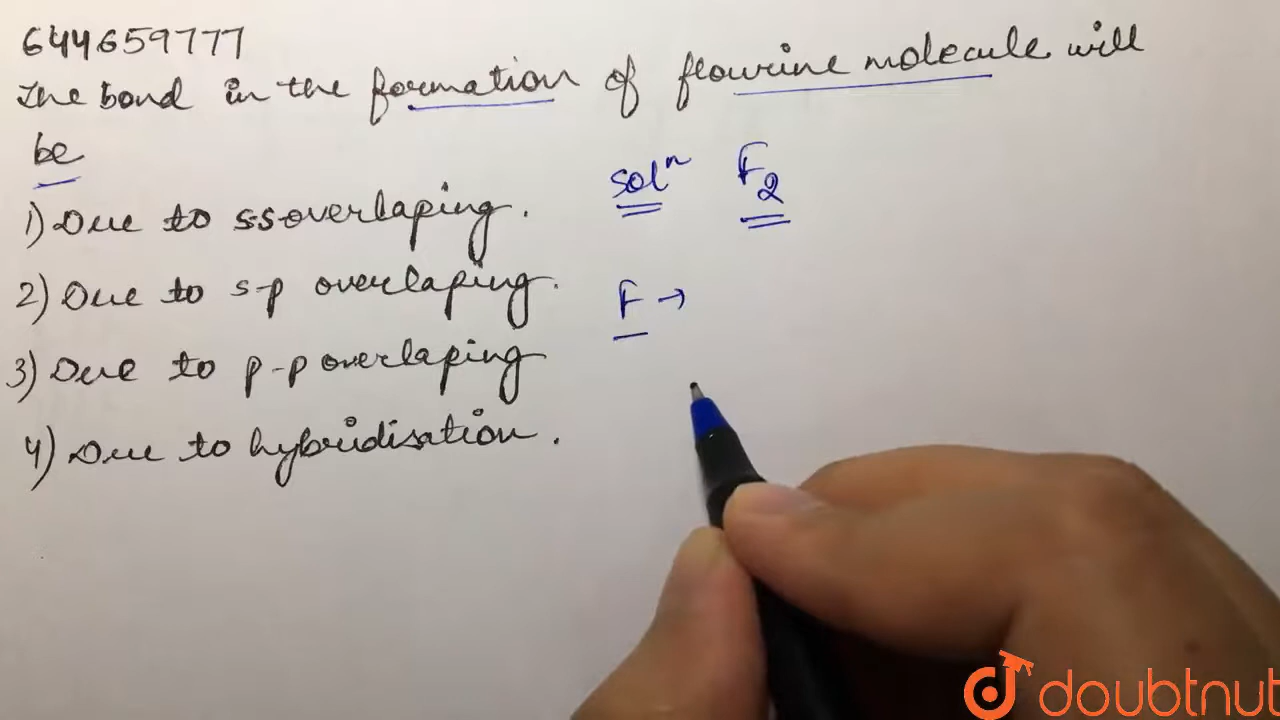 644659777
The bond in the formation of flourine molecule will
be
1) Due to s-s overlaping.
2) Due to s-p overlaping.
3) Due to p-p overlaping
4) Due to hybridisation.
Solⁿ F₂
F →
doubtnut